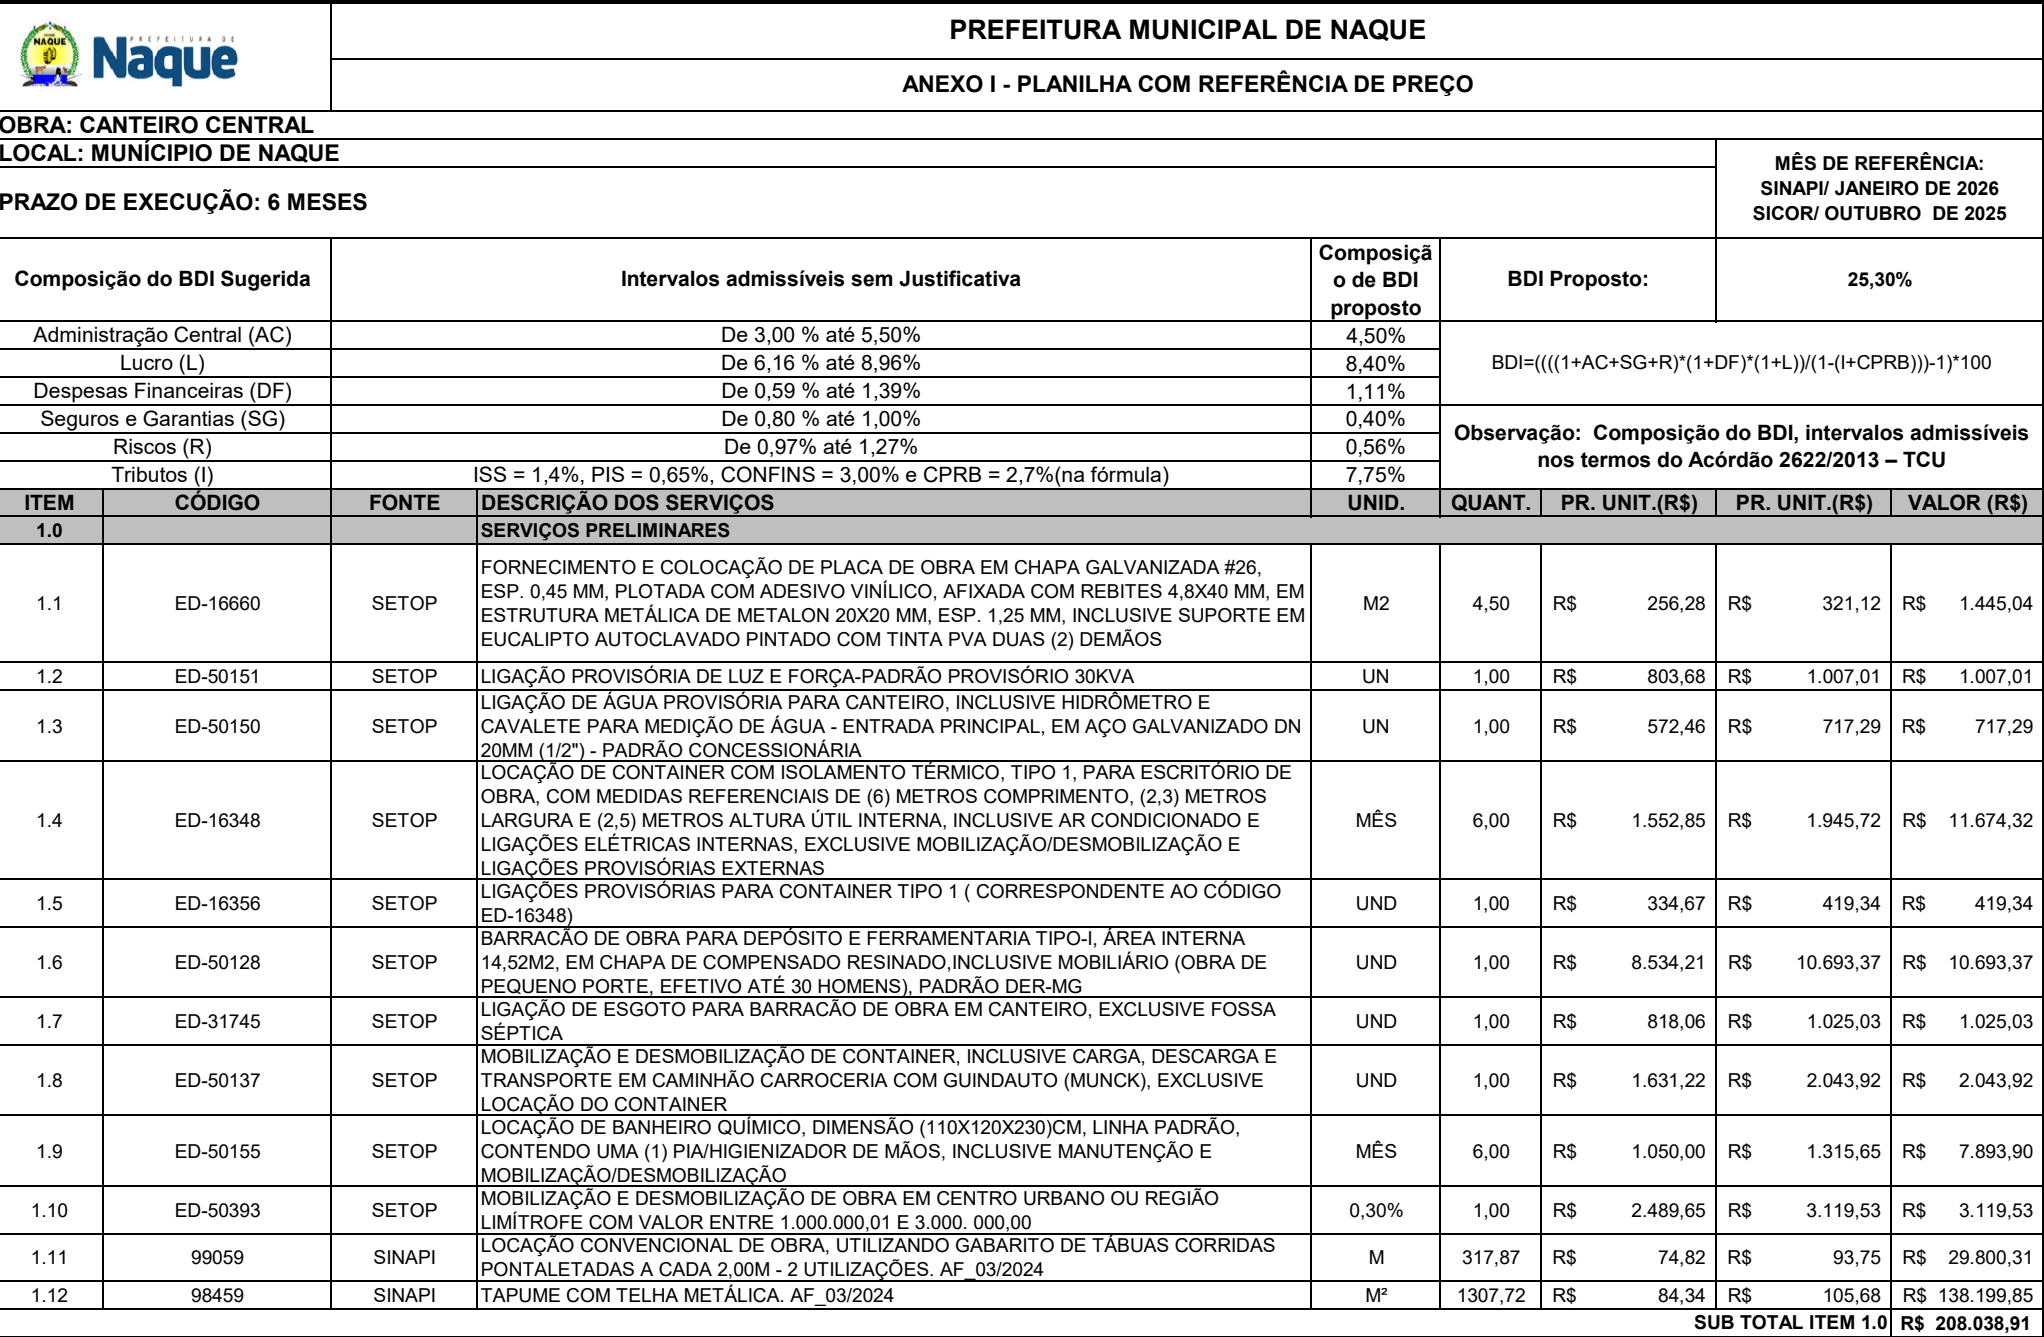 PREFEITURA DE
Naque
NAQUE
PREFEITURA MUNICIPAL DE NAQUE
ANEXO I - PLANILHA COM REFERÊNCIA DE PREÇO
OBRA: CANTEIRO CENTRAL
LOCAL: MUNÍCIPIO DE NAQUE
PRAZO DE EXECUÇÃO: 6 MESES
MÊS DE REFERÊNCIA:
SINAPI/ JANEIRO DE 2026
SICOR/ OUTUBRO DE 2025
Composição do BDI Sugerida
Intervalos admissíveis sem Justificativa
Composiçã
o de BDI
proposto
BDI Proposto:
25,30%
Administração Central (AC) De 3,00 % até 5,50% 4,50%
Lucro (L) De 6,16 % até 8,96% 8,40%
BDI=((((1+AC+SG+R)*(1+DF)*(1+L))/(1-(I+CPRB)))-1)*100
Despesas Financeiras (DF) De 0,59 % até 1,39% 1,11%
Seguros e Garantias (SG) De 0,80 % até 1,00% 0,40%
Riscos (R) De 0,97% até 1,27% 0,56%
Tributos (I) ISS = 1,4%, PIS = 0,65%, CONFINS = 3,00% e CPRB = 2,7%(na fórmula) 7,75%
Observação: Composição do BDI, intervalos admissíveis
nos termos do Acórdão 2622/2013 – TCU
ITEM CÓDIGO FONTE DESCRIÇÃO DOS SERVIÇOS UNID. QUANT. PR. UNIT.(R$) PR. UNIT.(R$) VALOR (R$)
1.0 SERVIÇOS PRELIMINARES
FORNECIMENTO E COLOCAÇÃO DE PLACA DE OBRA EM CHAPA GALVANIZADA #26,
ESP. 0,45 MM, PLOTADA COM ADESIVO VINÍLICO, AFIXADA COM REBITES 4,8X40 MM, EM
ESTRUTURA METÁLICA DE METALON 20X20 MM, ESP. 1,25 MM, INCLUSIVE SUPORTE EM
EUCALIPTO AUTOCLAVADO PINTADO COM TINTA PVA DUAS (2) DEMÃOS
1.1 ED-16660 SETOP M2 4,50 R$ 256,28 R$ 321,12 R$ 1.445,04
1.2 ED-50151 SETOP LIGAÇÃO PROVISÓRIA DE LUZ E FORÇA-PADRÃO PROVISÓRIO 30KVA UN 1,00 R$ 803,68 R$ 1.007,01 R$ 1.007,01
LIGAÇÃO DE ÁGUA PROVISÓRIA PARA CANTEIRO, INCLUSIVE HIDRÔMETRO E
CAVALETE PARA MEDIÇÃO DE ÁGUA - ENTRADA PRINCIPAL, EM AÇO GALVANIZADO DN
20MM (1/2") - PADRÃO CONCESSIONÁRIA
1.3 ED-50150 SETOP UN 1,00 R$ 572,46 R$ 717,29 R$ 717,29
LOCAÇÃO DE CONTAINER COM ISOLAMENTO TÉRMICO, TIPO 1, PARA ESCRITÓRIO DE
OBRA, COM MEDIDAS REFERENCIAIS DE (6) METROS COMPRIMENTO, (2,3) METROS
LARGURA E (2,5) METROS ALTURA ÚTIL INTERNA, INCLUSIVE AR CONDICIONADO E
LIGAÇÕES ELÉTRICAS INTERNAS, EXCLUSIVE MOBILIZAÇÃO/DESMOBILIZAÇÃO E
LIGAÇÕES PROVISÓRIAS EXTERNAS
1.4 ED-16348 SETOP MÊS 6,00 R$ 1.552,85 R$ 1.945,72 R$ 11.674,32
LIGAÇÕES PROVISÓRIAS PARA CONTAINER TIPO 1 ( CORRESPONDENTE AO CÓDIGO
ED-16348)
1.5 ED-16356 SETOP UND 1,00 R$ 334,67 R$ 419,34 R$ 419,34
BARRACÃO DE OBRA PARA DEPÓSITO E FERRAMENTARIA TIPO-I, ÁREA INTERNA
14,52M2, EM CHAPA DE COMPENSADO RESINADO,INCLUSIVE MOBILIÁRIO (OBRA DE
PEQUENO PORTE, EFETIVO ATÉ 30 HOMENS), PADRÃO DER-MG
1.6 ED-50128 SETOP UND 1,00 R$ 8.534,21 R$ 10.693,37 R$ 10.693,37
LIGAÇÃO DE ESGOTO PARA BARRACÃO DE OBRA EM CANTEIRO, EXCLUSIVE FOSSA
SÉPTICA
1.7 ED-31745 SETOP UND 1,00 R$ 818,06 R$ 1.025,03 R$ 1.025,03
MOBILIZAÇÃO E DESMOBILIZAÇÃO DE CONTAINER, INCLUSIVE CARGA, DESCARGA E
TRANSPORTE EM CAMINHÃO CARROCERIA COM GUINDAUTO (MUNCK), EXCLUSIVE
LOCAÇÃO DO CONTAINER
1.8 ED-50137 SETOP UND 1,00 R$ 1.631,22 R$ 2.043,92 R$ 2.043,92
LOCAÇÃO DE BANHEIRO QUÍMICO, DIMENSÃO (110X120X230)CM, LINHA PADRÃO,
CONTENDO UMA (1) PIA/HIGIENIZADOR DE MÃOS, INCLUSIVE MANUTENÇÃO E
MOBILIZAÇÃO/DESMOBILIZAÇÃO
1.9 ED-50155 SETOP MÊS 6,00 R$ 1.050,00 R$ 1.315,65 R$ 7.893,90
MOBILIZAÇÃO E DESMOBILIZAÇÃO DE OBRA EM CENTRO URBANO OU REGIÃO
LIMÍTROFE COM VALOR ENTRE 1.000.000,01 E 3.000. 000,00
1.10 ED-50393 SETOP 0,30% 1,00 R$ 2.489,65 R$ 3.119,53 R$ 3.119,53
LOCAÇÃO CONVENCIONAL DE OBRA, UTILIZANDO GABARITO DE TÁBUAS CORRIDAS
PONTALETADAS A CADA 2,00M - 2 UTILIZAÇÕES. AF_03/2024
1.11 99059 SINAPI M 317,87 R$ 74,82 R$ 93,75 R$ 29.800,31
1.12 98459 SINAPI TAPUME COM TELHA METÁLICA. AF_03/2024 M² 1307,72 R$ 84,34 R$ 105,68 R$ 138.199,85
SUB TOTAL ITEM 1.0 R$ 208.038,91